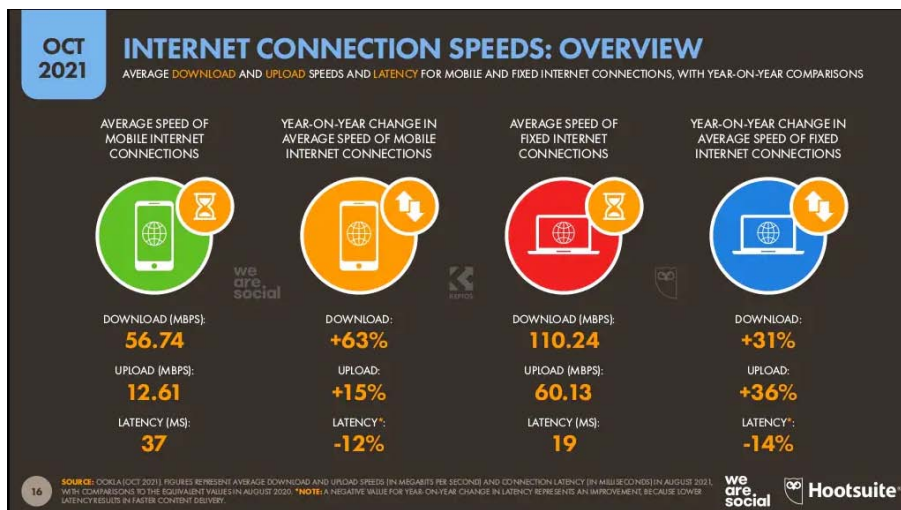 OCT
2021
INTERNET CONNECTION SPEEDS: OVERVIEW
AVERAGE DOWNLOAD AND UPLOAD SPEEDS AND LATENCY FOR MOBILE AND FIXED INTERNET CONNECTIONS, WITH YEAR-ON-YEAR COMPARISONS
AVERAGE SPEED OF
MOBILE INTERNET
CONNECTIONS
YEAR-ON-YEAR CHANGE IN
AVERAGE SPEED OF MOBILE
INTERNET CONNECTIONS
AVERAGE SPEED OF
FIXED INTERNET
CONNECTIONS
YEAR-ON-YEAR CHANGE IN
AVERAGE SPEED OF FIXED
INTERNET CONNECTIONS
we
are
social
KEPIOS
DOWNLOAD (MBPS):
56.74
DOWNLOAD:
+63%
DOWNLOAD (MBPS):
110.24
DOWNLOAD:
+31%
UPLOAD (MBPS):
12.61
UPLOAD:
+15%
UPLOAD (MBPS):
60.13
UPLOAD:
+36%
LATENCY (MS):
37
LATENCY*:
-12%
LATENCY (MS):
19
LATENCY*:
-14%
16
SOURCE: OOKLA (OCT 2021). FIGURES REPRESENT AVERAGE DOWNLOAD AND UPLOAD SPEEDS (IN MEGABITS PER SECOND) AND CONNECTION LATENCY (IN MILLISECONDS) IN AUGUST 2021,
WITH COMPARISONS TO THE EQUIVALENT VALUES IN AUGUST 2020. *NOTE: A NEGATIVE VALUE FOR YEAR-ON-YEAR CHANGE IN LATENCY REPRESENTS AN IMPROVEMENT, BECAUSE LOWER
LATENCY RESULTS IN FASTER CONTENT DELIVERY.
we
are
social
Hootsuite®